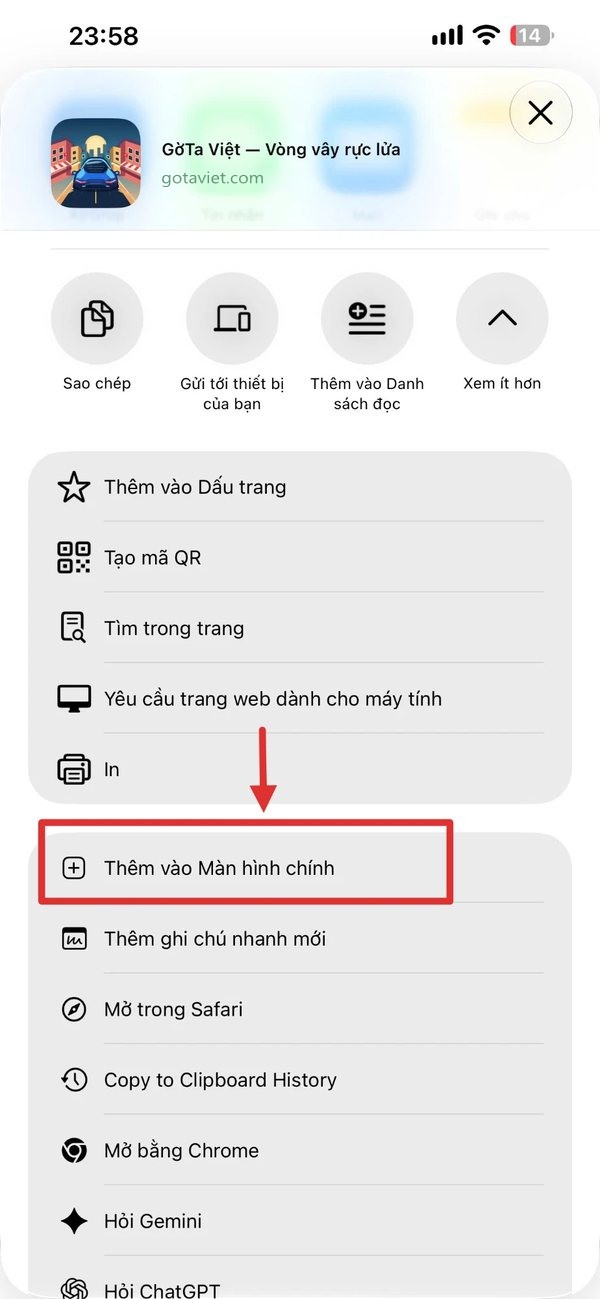 23:58
14
GờTa Việt — Vòng vây rực lửa
gotaviet.com
Tin nhắn
Mail
Sao chép
Gửi tới thiết bị
của bạn
Thêm vào Danh
sách đọc
Xem ít hơn
Thêm vào Dấu trang
Tạo mã QR
Tìm trong trang
Yêu cầu trang web dành cho máy tính
In
Thêm vào Màn hình chính
Thêm ghi chú nhanh mới
Mở trong Safari
Copy to Clipboard History
Mở bằng Chrome
Hỏi Gemini
Hỏi ChatGPT